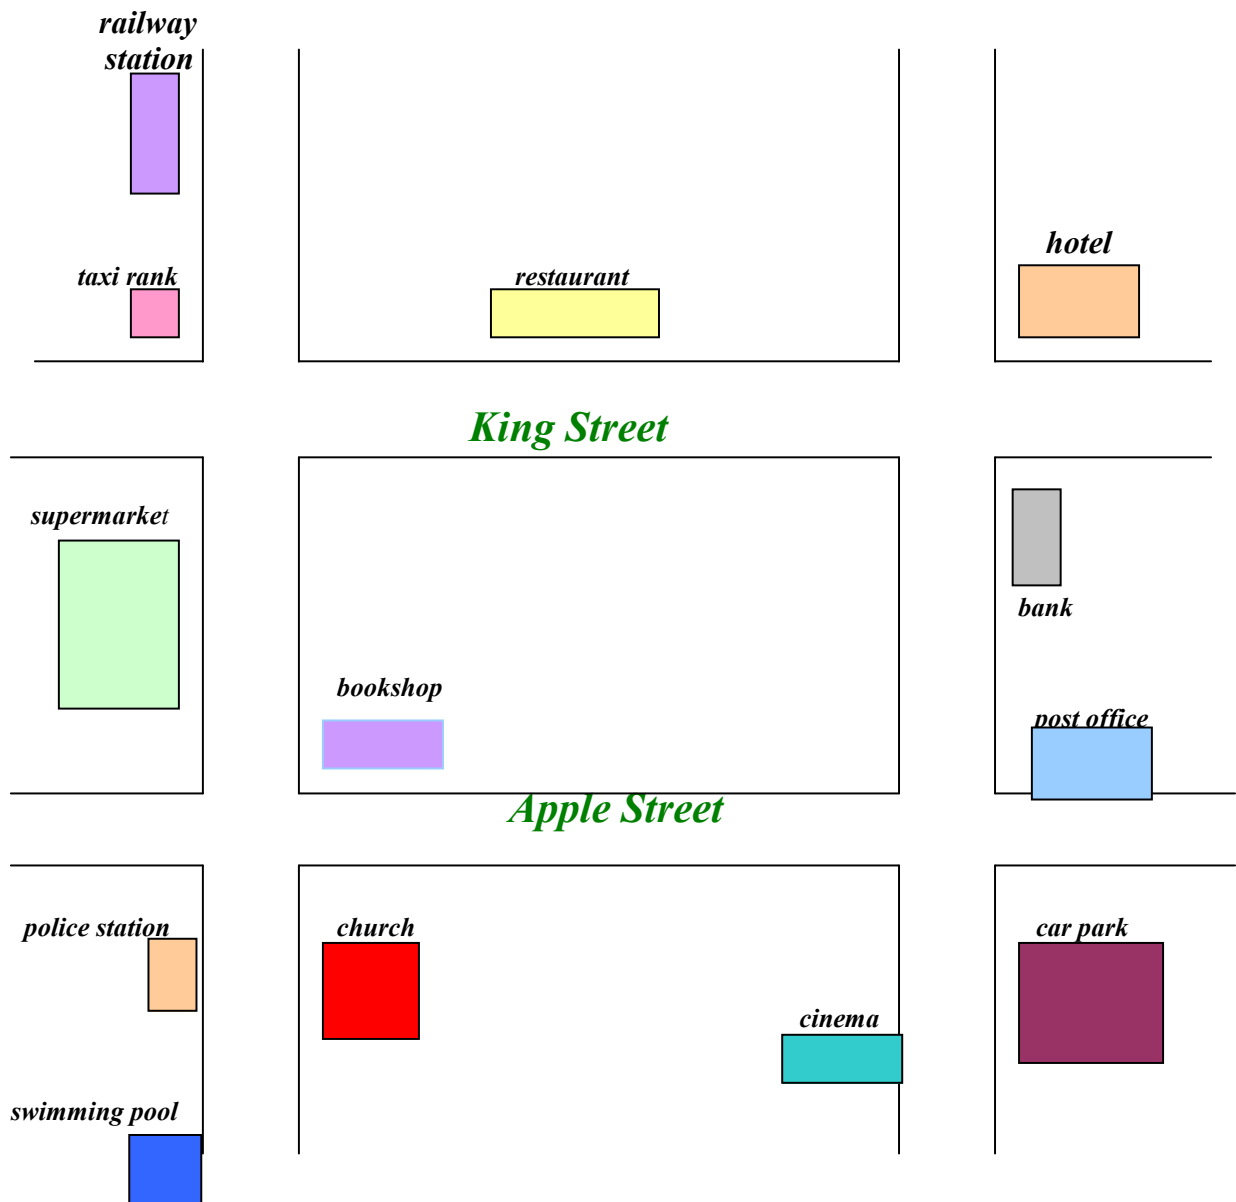 railway
station
hotel
taxi rank
restaurant
King Street
supermarket
bank
bookshop
post office
Apple Street
police station
church
car park
cinema
swimming pool